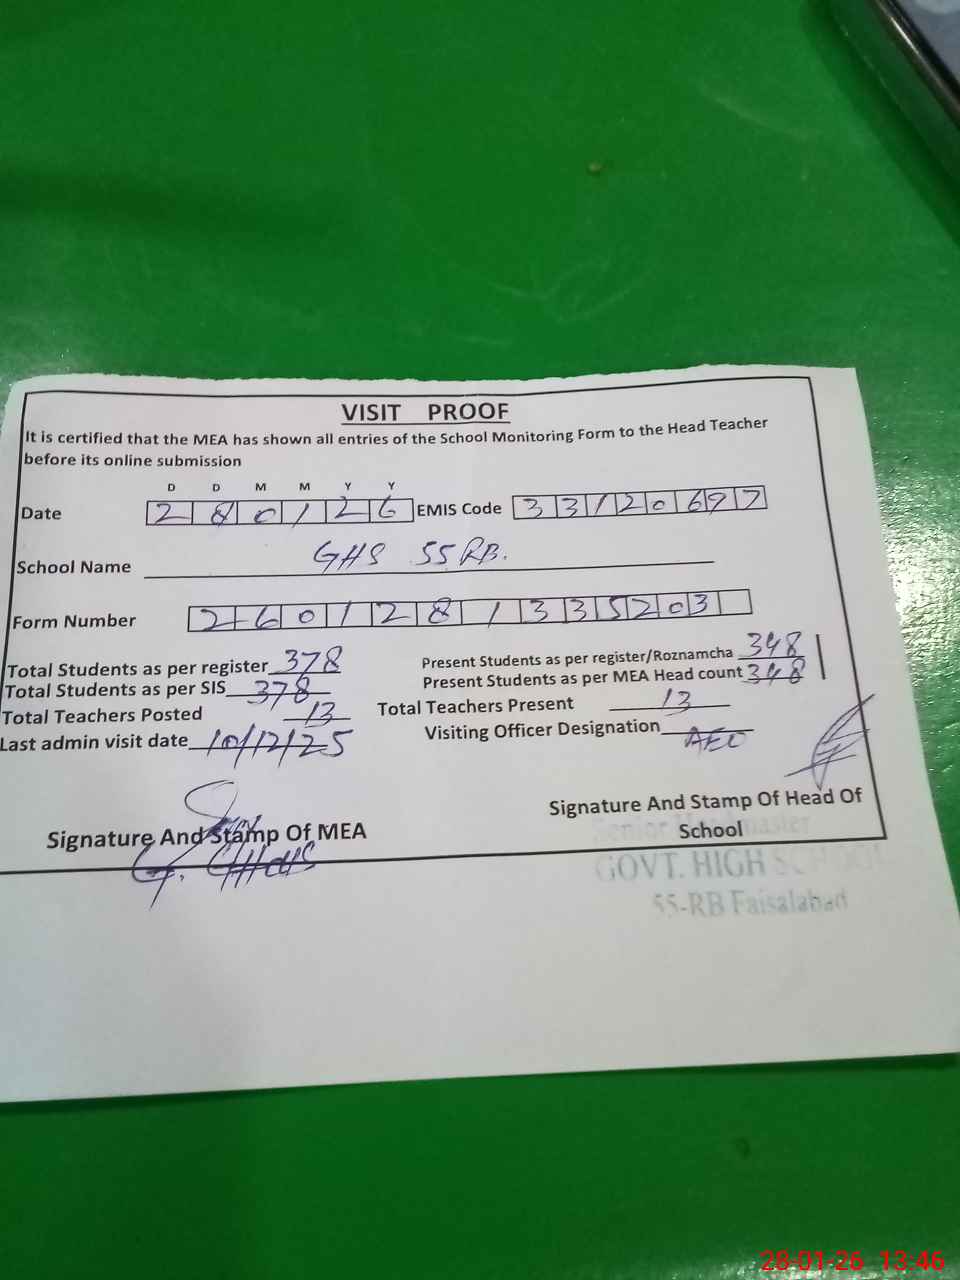 VISIT PROOF
It is certified that the MEA has shown all entries of the School Monitoring Form to the Head Teacher
before its online submission
D D M M Y Y
Date 2 8 0 1 2 6 EMIS Code 3 3 1 2 0 6 9 7
School Name GHS 55 RB.
Form Number 2 6 0 1 2 8 1 3 3 5 2 0 3
Total Students as per register 378 Present Students as per register/Roznamcha 348
Total Students as per SIS 378 Present Students as per MEA Head count 348
Total Teachers Posted 13 Total Teachers Present 13
Last admin visit date 10/12/25 Visiting Officer Designation AEO
Signature And Stamp Of MEA
Signature And Stamp Of Head Of
School
Senior Headmaster
GOVT. HIGH SCHOOL
55-RB Faisalabad
28-01-26 13:46